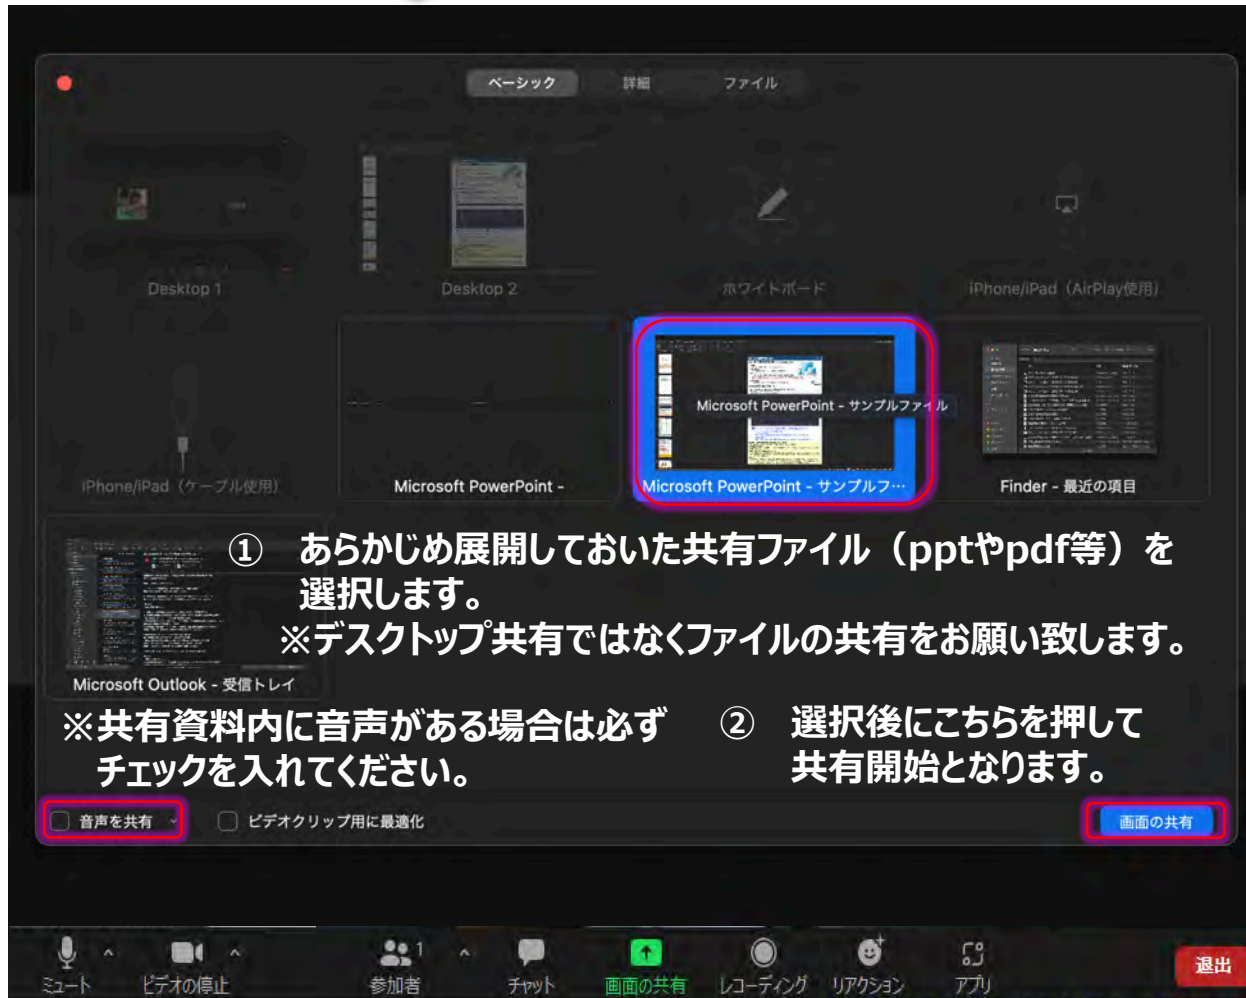 ベーシック 詳細 ファイル
Desktop 1
Desktop 2
ホワイトボード
iPhone/iPad（AirPlay使用）
Microsoft PowerPoint - サンプルファイル
iPhone/iPad（ケーブル使用）
Microsoft PowerPoint -
Microsoft PowerPoint - サンプルフ…
Finder - 最近の項目
① あらかじめ展開しておいた共有ファイル（pptやpdf等）を
選択します。
※デスクトップ共有ではなくファイルの共有をお願い致します。
Microsoft Outlook - 受信トレイ
※共有資料内に音声がある場合は必ず
チェックを入れてください。
② 選択後にこちらを押して
共有開始となります。
音声を共有
ビデオクリップ用に最適化
画面の共有
1
ミュート ビデオの停止 参加者 チャット 画面の共有 レコーディング リアクション アプリ 退出